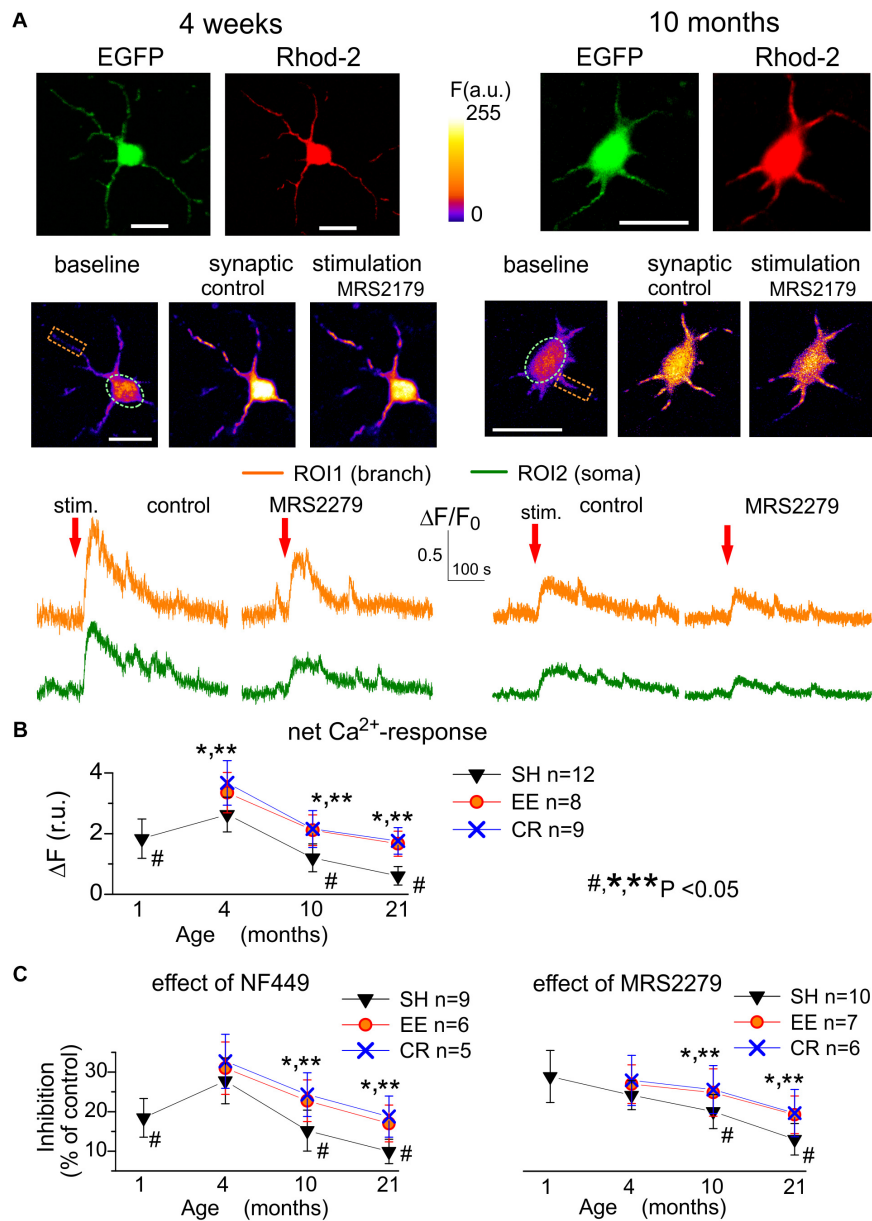 A
4 weeks
10 months
EGFP
Rhod-2
F(a.u.)
255
0
EGFP
Rhod-2
baseline
synaptic stimulation
control
MRS2179
baseline
synaptic stimulation
control
MRS2179
ROI1 (branch)
ROI2 (soma)
stim.
control
MRS2279
ΔF/F0
0.5
100 s
stim.
control
MRS2279
B
net Ca2+-response
*,**
*,**
*,**
4
2
0
ΔF (r.u.)
#
#
#
1
4
10
21
Age (months)
SH n=12
EE n=8
CR n=9
#,*,**P <0.05
C
effect of NF449
SH n=9
EE n=6
CR n=5
*,**
*,**
30
20
10
Inhibition
(% of control)
#
#
#
1
4
10
21
Age (months)
effect of MRS2279
SH n=10
EE n=7
CR n=6
*,**
*,**
#
#
1
4
10
21
Age (months)